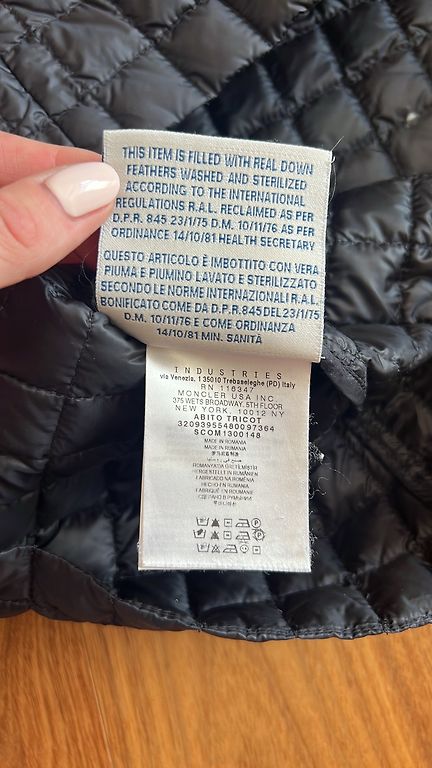 THIS ITEM IS FILLED WITH REAL DOWN
FEATHERS WASHED AND STERILIZED
ACCORDING TO THE INTERNATIONAL
REGULATIONS R.A.L. RECLAIMED AS PER
D.P.R. 845 23/1/75 D.M. 10/11/76 AS PER
ORDINANCE 14/10/81 HEALTH SECRETARY
QUESTO ARTICOLO È IMBOTTITO CON VERA
PIUMA E PIUMINO LAVATO E STERILIZZATO
SECONDO LE NORME INTERNAZIONALI R.A.L.
BONIFICATO COME DA D.P.R. 845 DEL 23/1/75
D.M. 10/11/76 E COME ORDINANZA
14/10/81 MIN. SANITÀ
INDUSTRIES
via Venezia, 1 35010 Trebaseleghe (PD) Italy
RN 116347
MONCLER USA INC
375 WETS BROADWAY, 5TH FLOOR
NEW YORK, 10012 NY
ABITO TRICOT
32093955480097364
SCOM1300148
MADE IN ROMANIA
MADE IN ROMANIA
HERGESTELLT IN RUMÄNIEN
FABRICADO NA ROMÊNIA
HECHO EN RUMANIA
FABRIQUÉ EN ROUMANIE